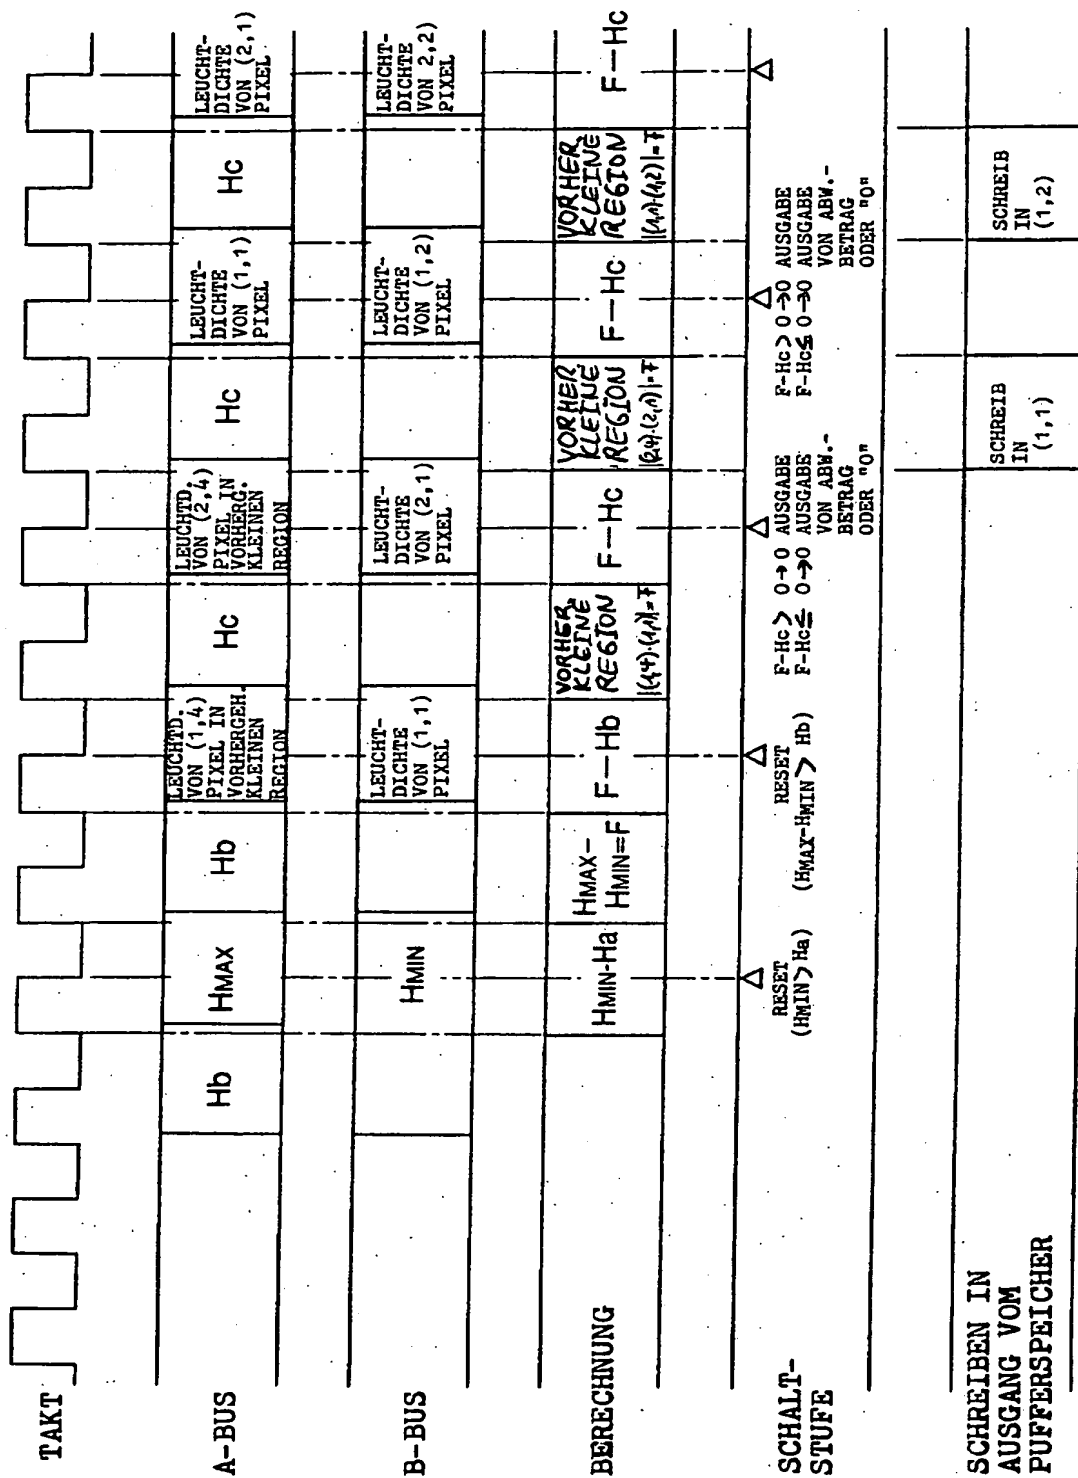 TAKT
A-BUS
Hb
HMAX
Hb
LEUCHTD.
VON (1,4)
PIXEL IN
VORHERGEH.
KLEINEN
REGION
Hc
LEUCHTD.
VON (2,4)
PIXEL IN
VORHERG.
KLEINEN
REGION
Hc
LEUCHT-
DICHTE
VON (1,1)
PIXEL
Hc
LEUCHT-
DICHTE
VON (2,1)
PIXEL
B-BUS
HMIN
LEUCHT-
DICHTE
VON (1,1)
PIXEL
LEUCHT-
DICHTE
VON (2,1)
PIXEL
LEUCHT-
DICHTE
VON (1,2)
PIXEL
LEUCHT-
DICHTE
VON 2,2)
PIXEL
BERECHNUNG
HMIN-Ha
HMAX-
HMIN=F
F-Hb
VORHER.
KLEINE
REGION
|(1,4)-(1,1)|=F
F-Hc
VORHER
KLEINE
REGION
|(2,4)-(2,1)|=F
F-Hc
VORHER.
KLEINE
REGION
|(1,1)-(1,2)|=F
F-Hc
SCHALT-
STUFE
RESET
(HMIN>Ha)
RESET
(HMAX-HMIN> Hb)
F-Hc> 0→0 AUSGABE
F-Hc≦ 0→0 AUSGABE
VON ABW.-
BETRAG
ODER "0"
F-Hc> 0→0 AUSGABE
F-Hc≦ 0→0 AUSGABE
VON ABW.-
BETRAG
ODER "0"
SCHREIBEN IN
AUSGANG VOM
PUFFERSPEICHER
SCHREIB
IN
(1,1)
SCHREIB
IN
(1,2)